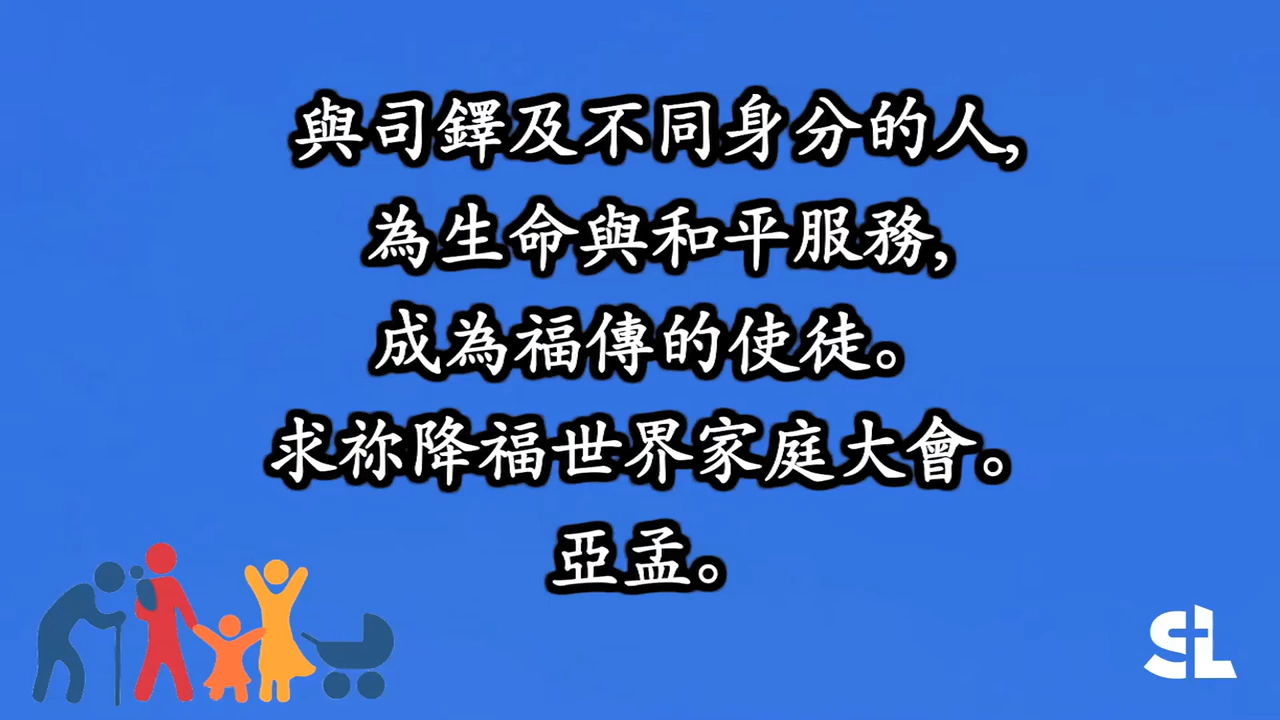 與司鐸及不同身分的人,
為生命與和平服務,
成為福傳的使徒。
求祢降福世界家庭大會。
亞孟。
SL